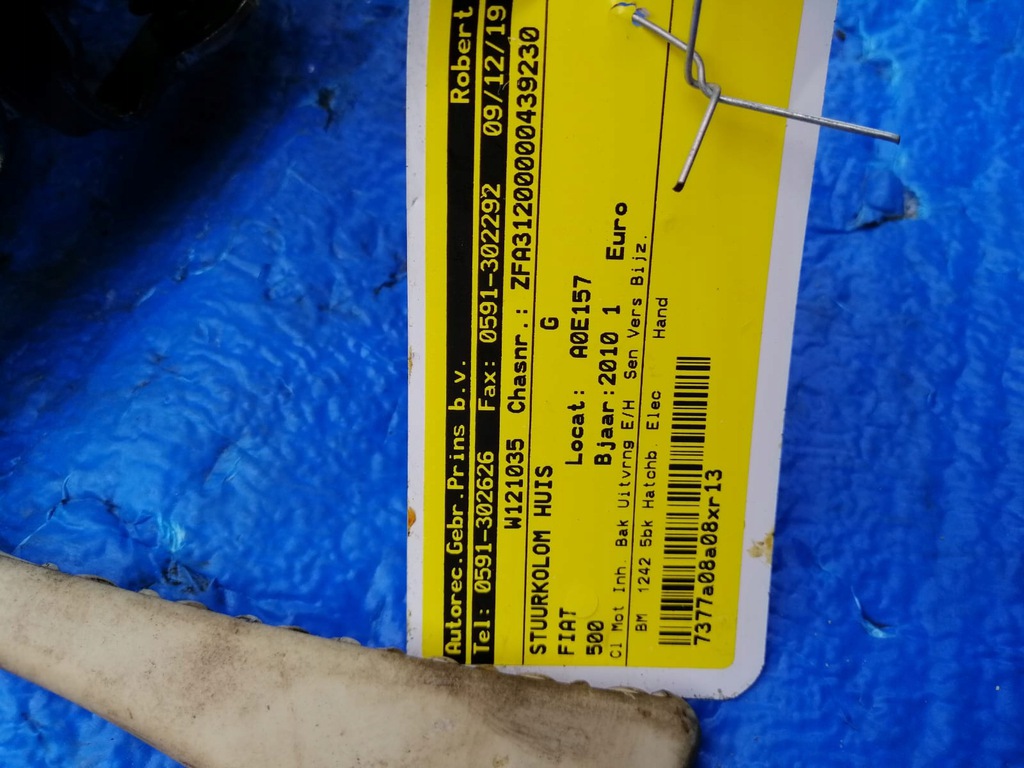 Autorec.Gebr.Prins b.v. Robert
Tel: 0591-302626 Fax: 0591-302292 09/12/19
W121035 Chasnr.: ZFA31200000439230
STUURKOLOM HUIS G
FIAT Locat: A0E157
500 Bjaar:2010 1 Euro
Cl Mot Inh. Bak Uitvrng E/H Sen Vers Bijz.
BM 1242 5bk Hatchb. Elec Hand
7377a08a08xr13